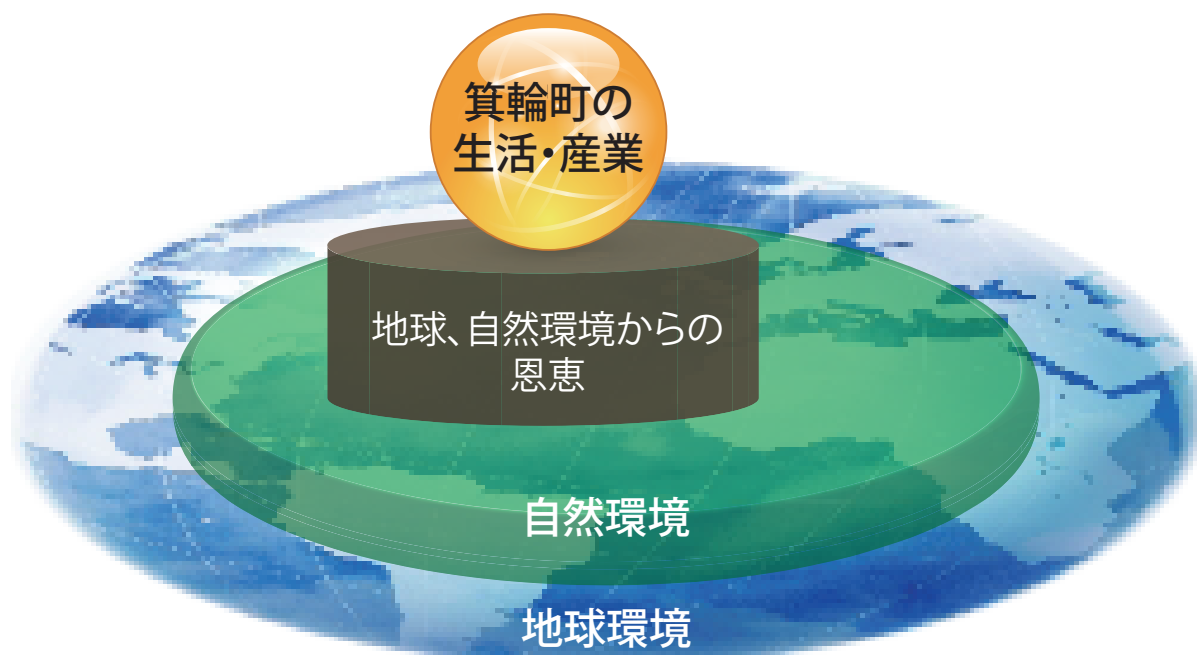 箕輪町の
生活・産業
地球、自然環境からの
恩恵
自然環境
地球環境